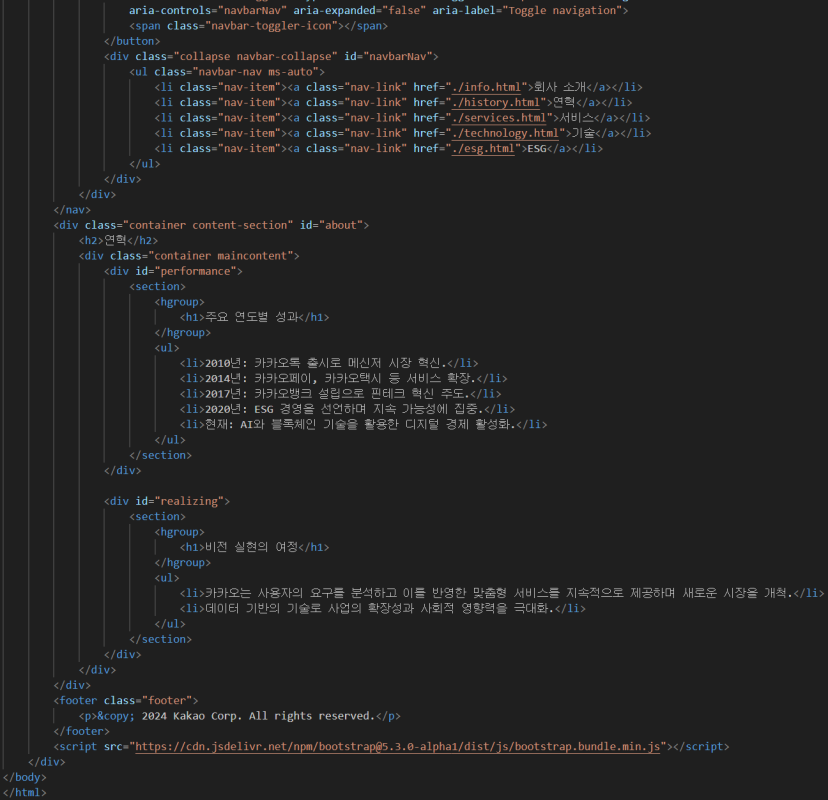 aria-controls="navbarNav" aria-expanded="false" aria-label="Toggle navigation">
<span class="navbar-toggler-icon"></span>
</button>
<div class="collapse navbar-collapse" id="navbarNav">
<ul class="navbar-nav ms-auto">
<li class="nav-item"><a class="nav-link" href="./info.html">회사 소개</a></li>
<li class="nav-item"><a class="nav-link" href="./history.html">연혁</a></li>
<li class="nav-item"><a class="nav-link" href="./services.html">서비스</a></li>
<li class="nav-item"><a class="nav-link" href="./technology.html">기술</a></li>
<li class="nav-item"><a class="nav-link" href="./esg.html">ESG</a></li>
</ul>
</div>
</div>
</nav>
<div class="container content-section" id="about">
<h2>연혁</h2>
<div class="container maincontent">
<div id="performance">
<section>
<hgroup>
<h1>주요 연도별 성과</h1>
</hgroup>
<ul>
<li>2010년: 카카오톡 출시로 메신저 시장 혁신.</li>
<li>2014년: 카카오페이, 카카오택시 등 서비스 확장.</li>
<li>2017년: 카카오뱅크 설립으로 핀테크 혁신 주도.</li>
<li>2020년: ESG 경영을 선언하며 지속 가능성에 집중.</li>
<li>현재: AI와 블록체인 기술을 활용한 디지털 경제 활성화.</li>
</ul>
</section>
</div>
<div id="realizing">
<section>
<hgroup>
<h1>비전 실현의 여정</h1>
</hgroup>
<ul>
<li>카카오는 사용자의 요구를 분석하고 이를 반영한 맞춤형 서비스를 지속적으로 제공하며 새로운 시장을 개척.</li>
<li>데이터 기반의 기술로 사업의 확장성과 사회적 영향력을 극대화.</li>
</ul>
</section>
</div>
</div>
</div>
<footer class="footer">
<p>&copy; 2024 Kakao Corp. All rights reserved.</p>
</footer>
<script src="https://cdn.jsdelivr.net/npm/bootstrap@5.3.0-alpha1/dist/js/bootstrap.bundle.min.js"></script>
</div>
</body>
</html>